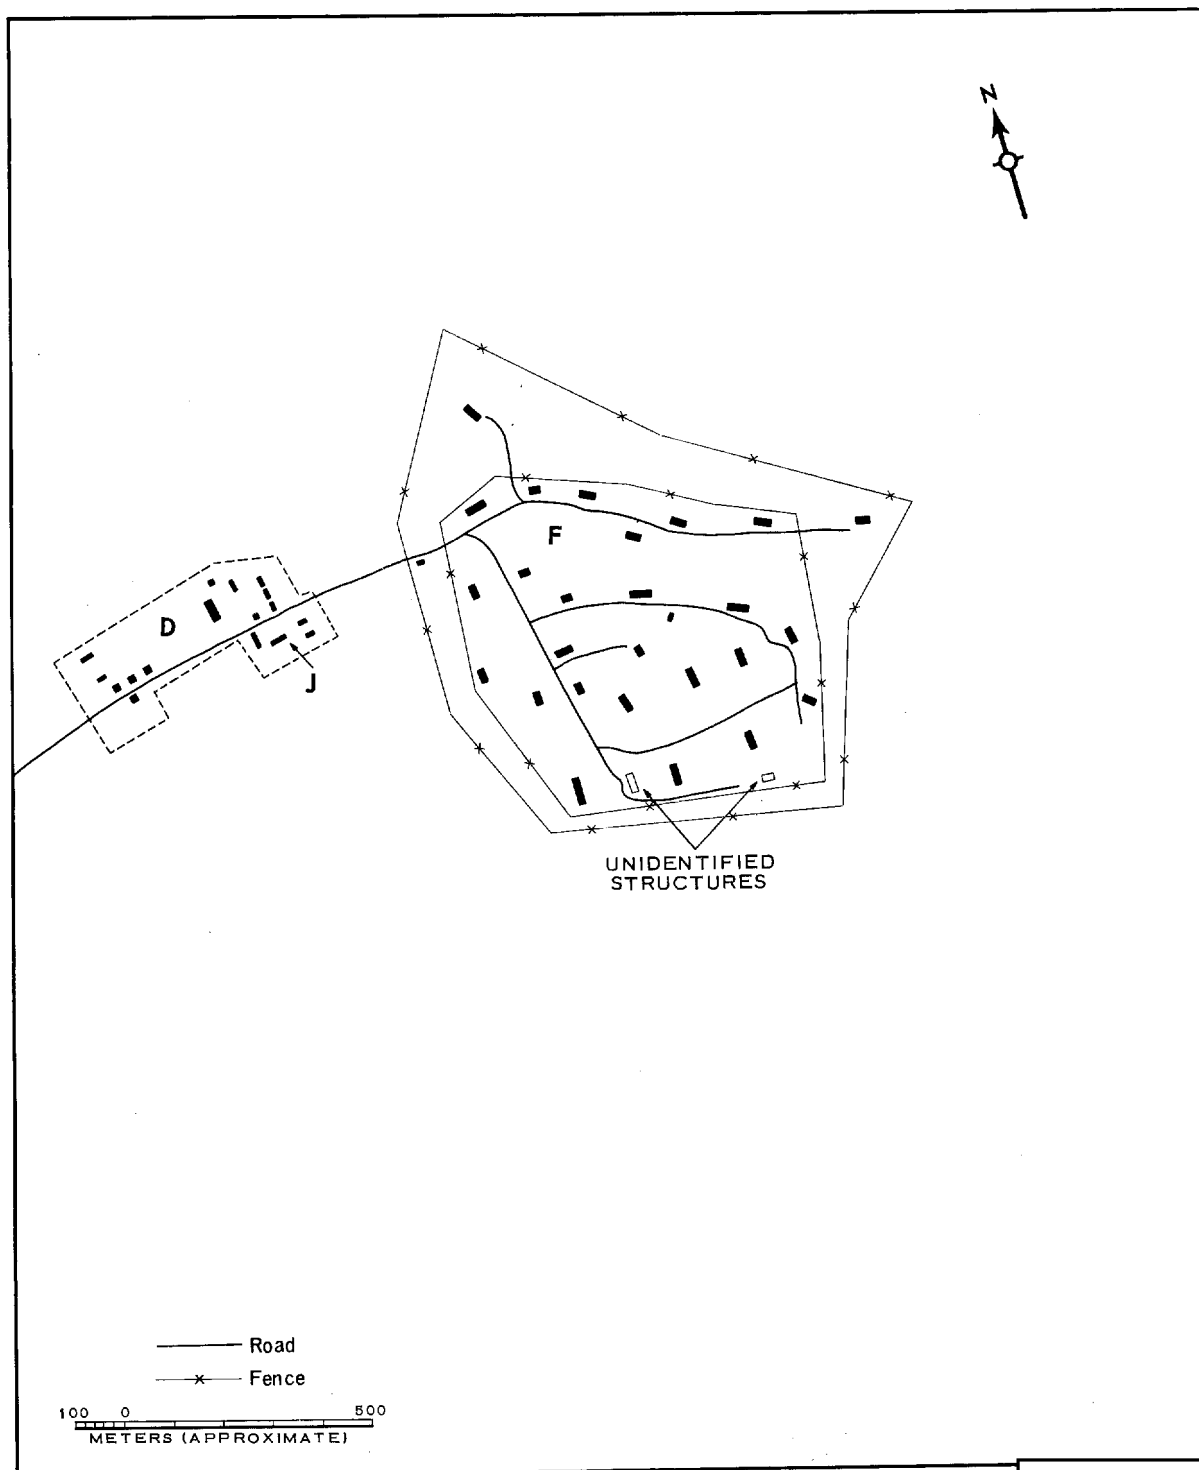 N
F
D
J
UNIDENTIFIED
STRUCTURES
Road
Fence
100 0 500
METERS (APPROXIMATE)